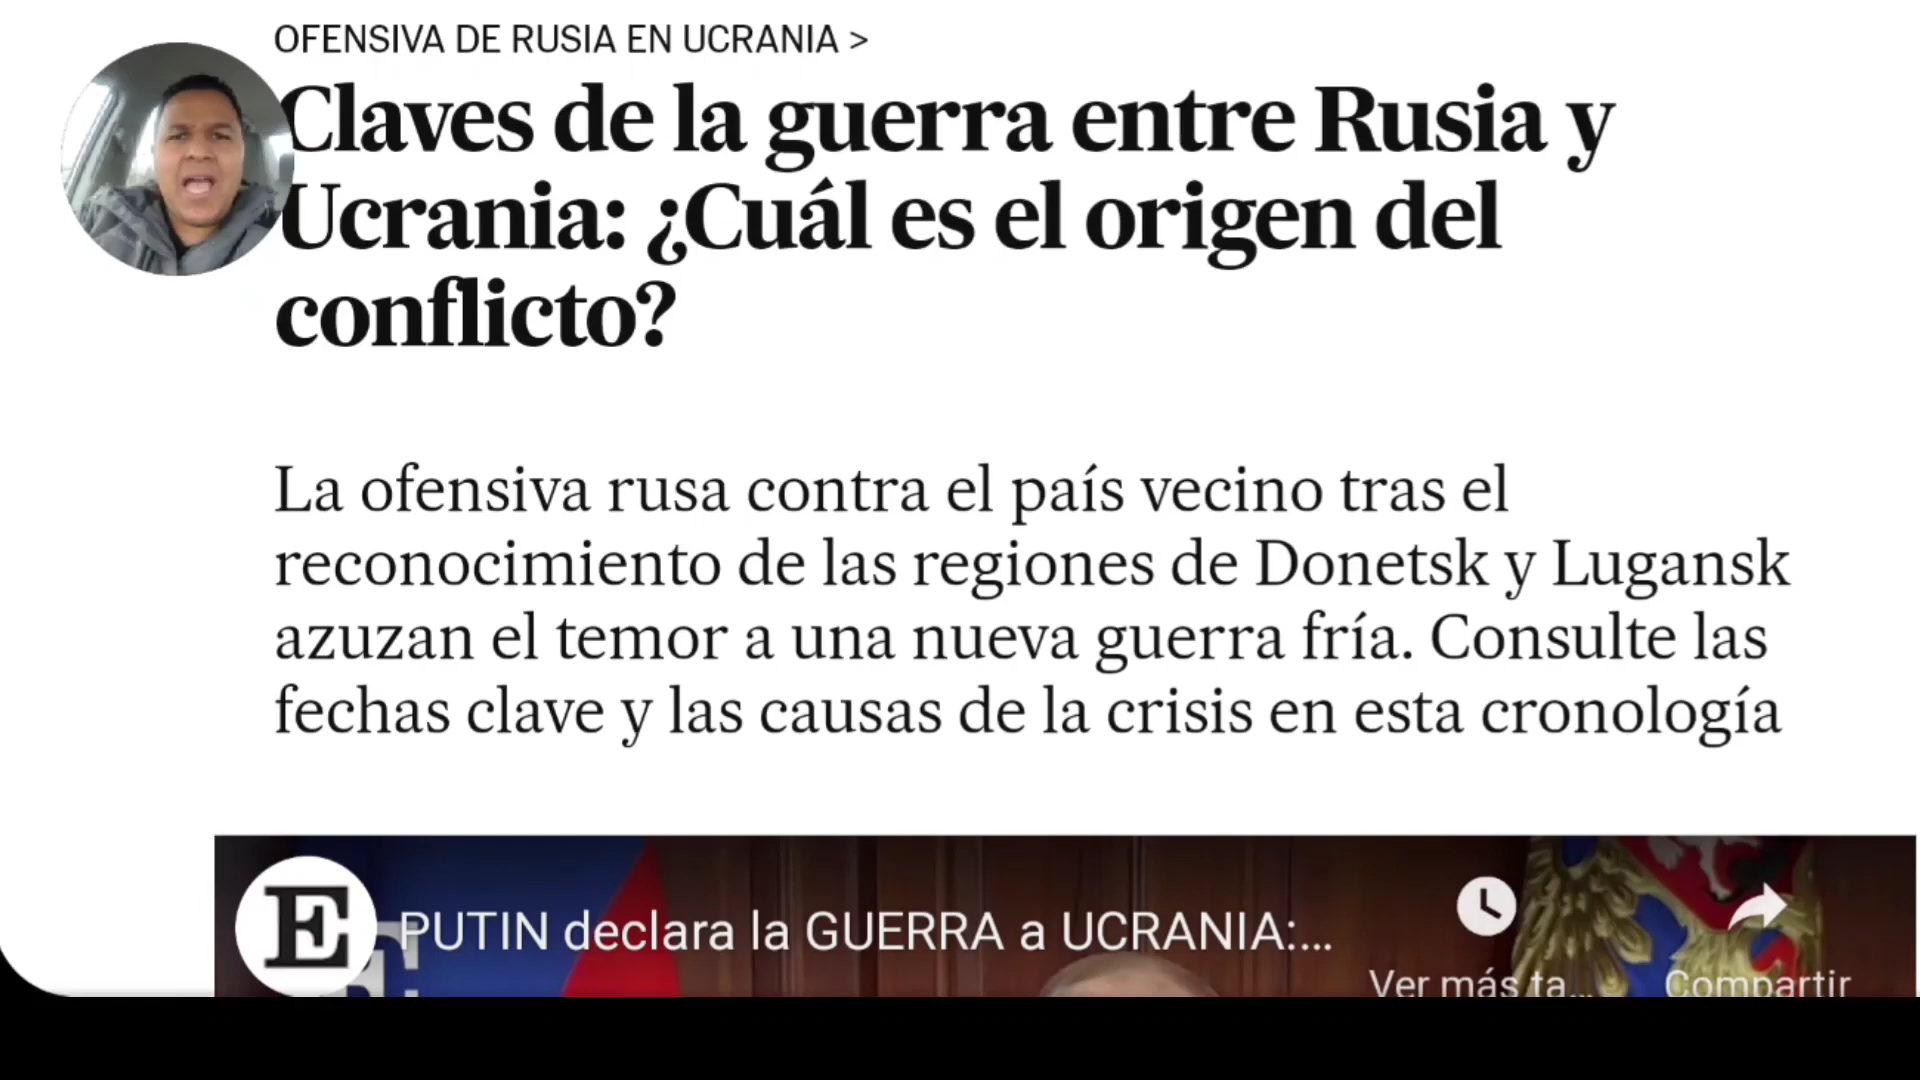 OFENSIVA DE RUSIA EN UCRANIA >
Claves de la guerra entre Rusia y
Ucrania: ¿Cuál es el origen del
conflicto?
La ofensiva rusa contra el país vecino tras el
reconocimiento de las regiones de Donetsk y Lugansk
azuzan el temor a una nueva guerra fría. Consulte las
fechas clave y las causas de la crisis en esta cronología
E PUTIN declara la GUERRA a UCRANIA:...
Ver más ta... Compartir